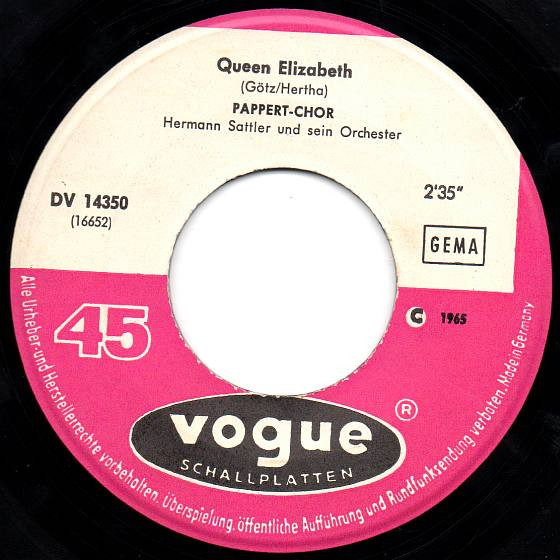 Queen Elizabeth
(Götz/Hertha)
PAPPERT-CHOR
Hermann Sattler und sein Orchester
DV 14350
(16652)
2'35"
GEMA
45
C 1965
vogue ®
SCHALLPLATTEN
Alle Urheber- und Herstellerrechte vorbehalten. Überspielung, öffentliche Aufführung und Rundfunksendung verboten. Made in Germany